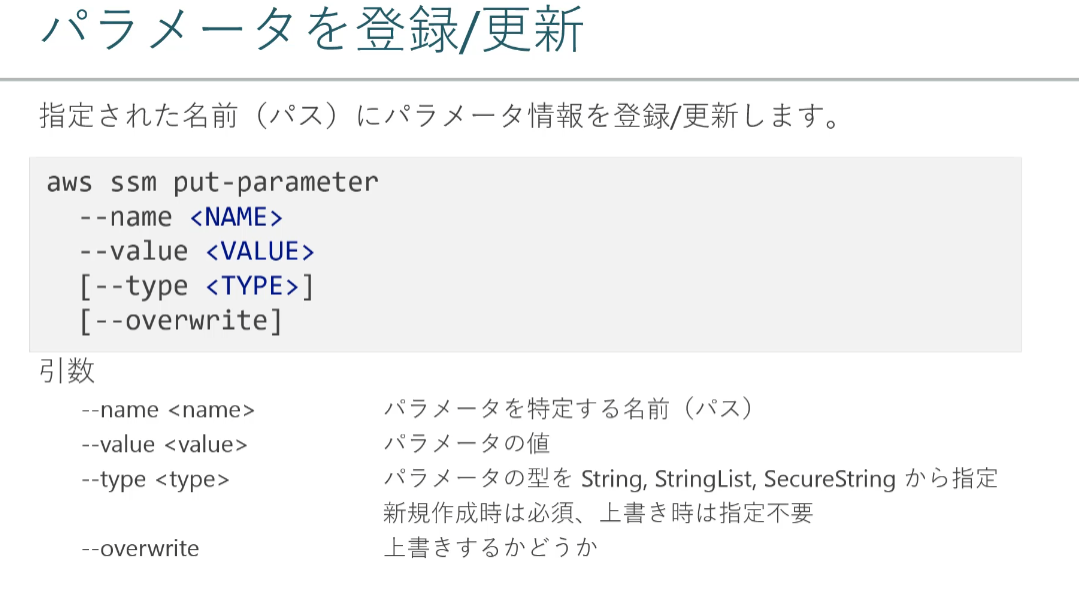 パラメータを登録/更新
指定された名前（パス）にパラメータ情報を登録/更新します。
aws ssm put-parameter
--name <NAME>
--value <VALUE>
[--type <TYPE>]
[--overwrite]
引数
--name <name> パラメータを特定する名前（パス）
--value <value> パラメータの値
--type <type> パラメータの型を String, StringList, SecureString から指定
新規作成時は必須、上書き時は指定不要
--overwrite 上書きするかどうか